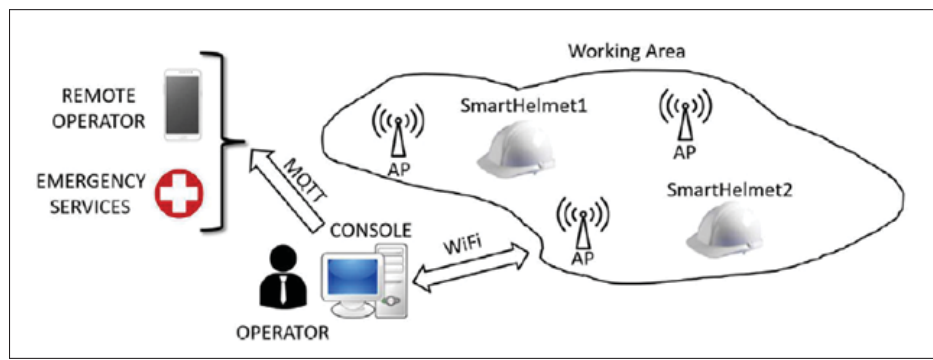 Working Area
REMOTE
OPERATOR
SmartHelmet1
AP
AP
MQTT
EMERGENCY
SERVICES
SmartHelmet2
CONSOLE
WiFi
AP
OPERATOR